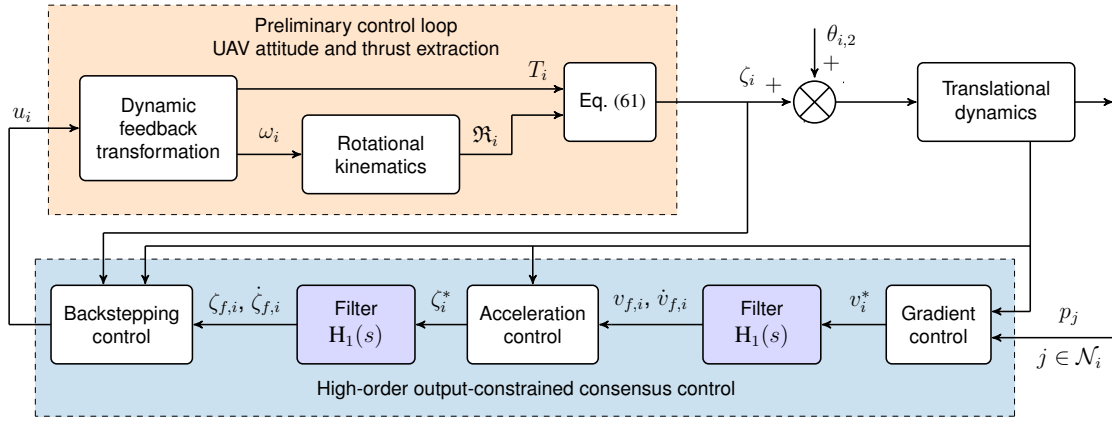 Preliminary control loop
UAV attitude and thrust extraction
θ_{i,2}
+
u_i
Dynamic
feedback
transformation
T_i
ω_i
Rotational
kinematics
ℜ_i
Eq. (61)
ζ_i
+
Translational
dynamics
Backstepping
control
ζ_{f,i}, ζ̇_{f,i}
Filter
H_1(s)
ζ_i^*
Acceleration
control
v_{f,i}, v̇_{f,i}
Filter
H_1(s)
v_i^*
Gradient
control
p_j
j ∈ 𝒩_i
High-order output-constrained consensus control